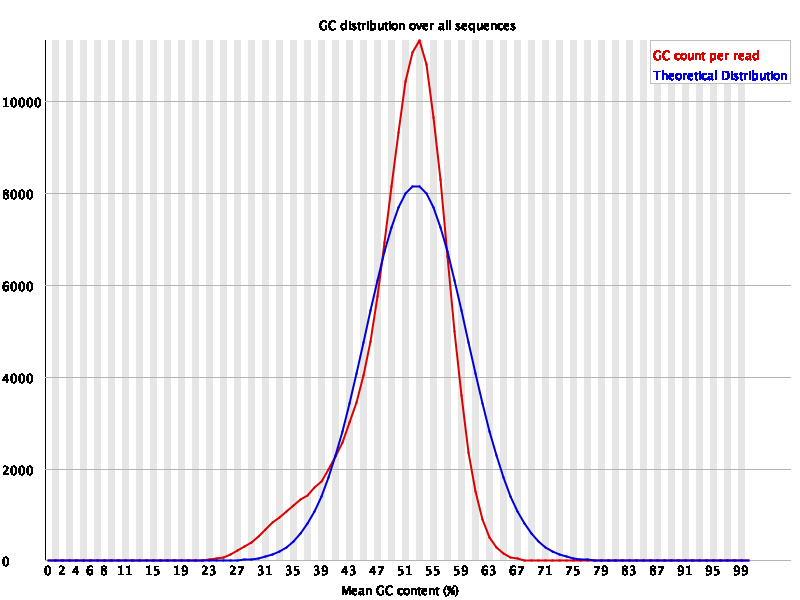 GC distribution over all sequences
GC count per read
Theoretical Distribution
10000
8000
6000
4000
2000
0
0 2 4 6 8 11 15 19 23 27 31 35 39 43 47 51 55 59 63 67 71 75 79 83 87 91 95 99
Mean GC content (%)